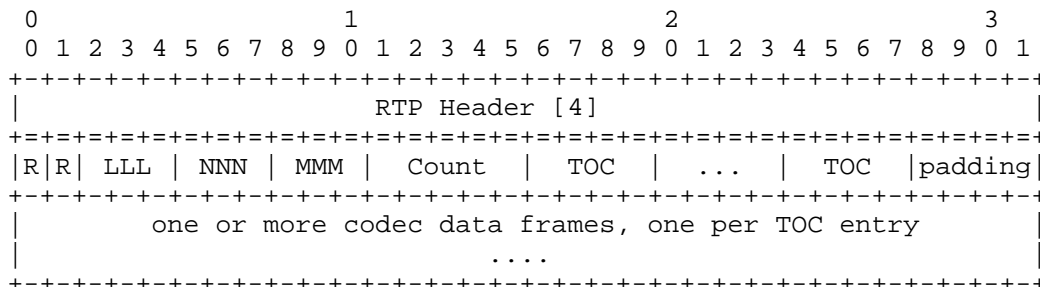 0                   1                   2                   3
 0 1 2 3 4 5 6 7 8 9 0 1 2 3 4 5 6 7 8 9 0 1 2 3 4 5 6 7 8 9 0 1
+-+-+-+-+-+-+-+-+-+-+-+-+-+-+-+-+-+-+-+-+-+-+-+-+-+-+-+-+-+-+-+-+
|                      RTP Header [4]                           |
+=+=+=+=+=+=+=+=+=+=+=+=+=+=+=+=+=+=+=+=+=+=+=+=+=+=+=+=+=+=+=+=+
|R|R| LLL | NNN | MMM |  Count  |  TOC  |  ...  |  TOC  |padding|
+-+-+-+-+-+-+-+-+-+-+-+-+-+-+-+-+-+-+-+-+-+-+-+-+-+-+-+-+-+-+-+-+
|        one or more codec data frames, one per TOC entry       |
|                             ....                              |
+-+-+-+-+-+-+-+-+-+-+-+-+-+-+-+-+-+-+-+-+-+-+-+-+-+-+-+-+-+-+-+-+